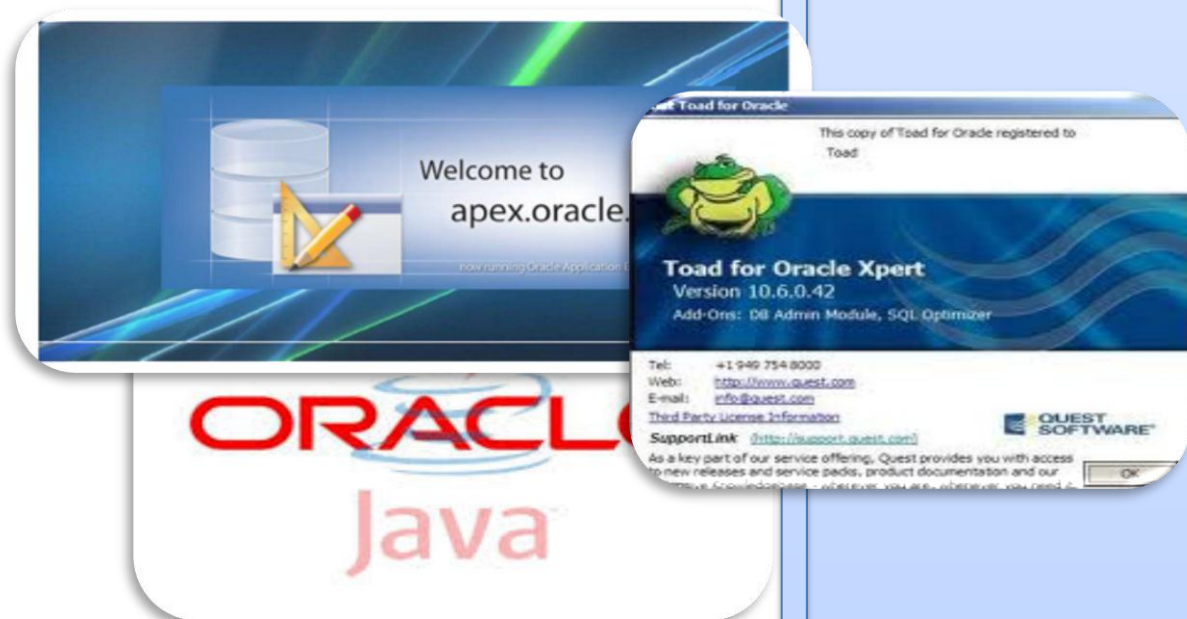 Welcome to
apex.oracle.
now running Oracle Application
Toad for Oracle
This copy of Toad for Oracle registered to
Toad
Toad for Oracle Xpert
Version 10.6.0.42
Add-Ons: DB Admin Module, SQL Optimizer
Tel: +1 949 754 8000
Web: http://www.quest.com
E-mail: info@quest.com
Third Party License Information
QUEST
SOFTWARE
SupportLink (http://support.quest.com)
As a key part of our service offering, Quest provides you with access
to new releases and service packs, product documentation and our
OK
ORACL
Java